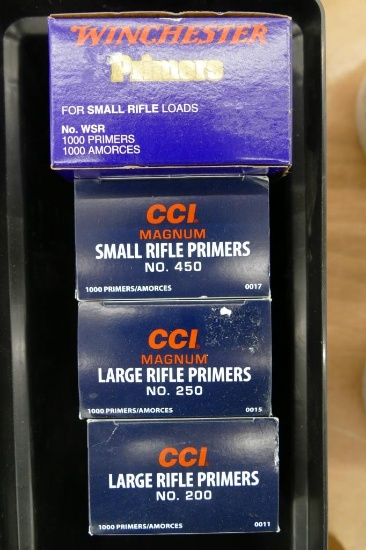 WINCHESTER
Primers
FOR SMALL RIFLE LOADS
No. WSR
1000 PRIMERS
1000 AMORCES
CCI
MAGNUM
SMALL RIFLE PRIMERS
NO. 450
1000 PRIMERS/AMORCES 0017
CCI
MAGNUM
LARGE RIFLE PRIMERS
NO. 250
1000 PRIMERS/AMORCES 0015
CCI
LARGE RIFLE PRIMERS
NO. 200
1000 PRIMERS/AMORCES 0011